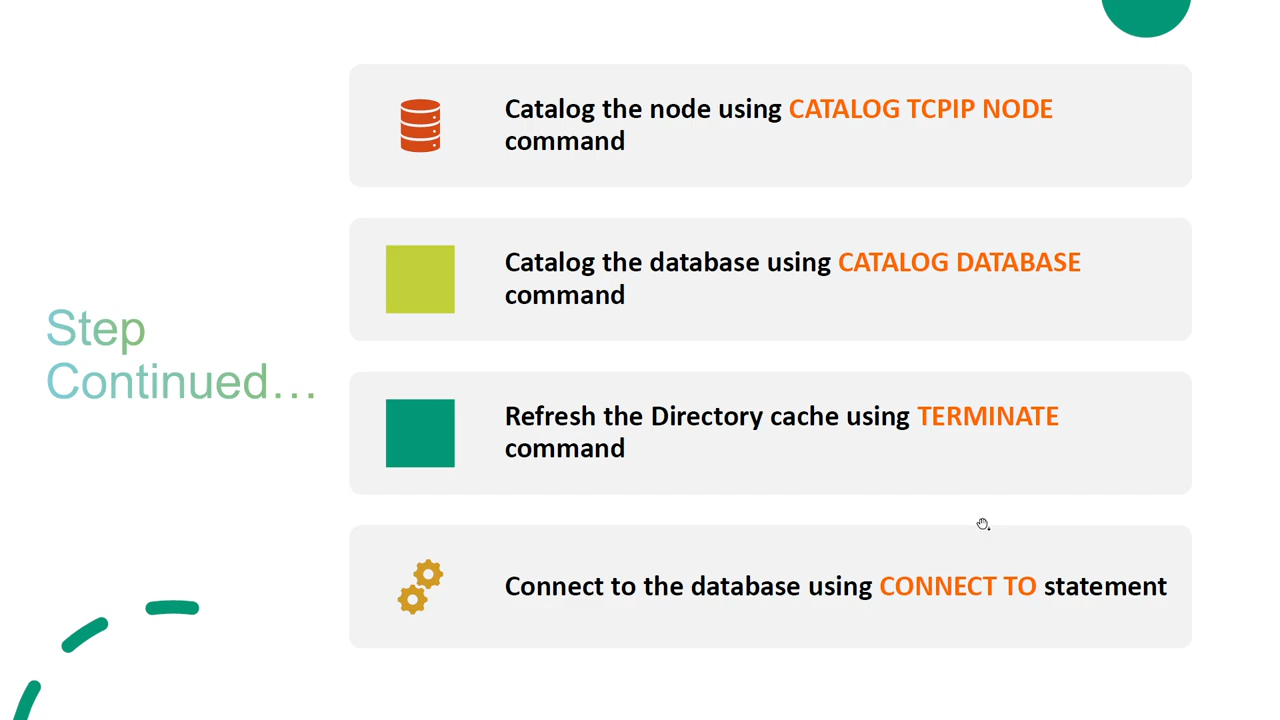 Step
Continued...
Catalog the node using CATALOG TCPIP NODE
command
Catalog the database using CATALOG DATABASE
command
Refresh the Directory cache using TERMINATE
command
Connect to the database using CONNECT TO statement